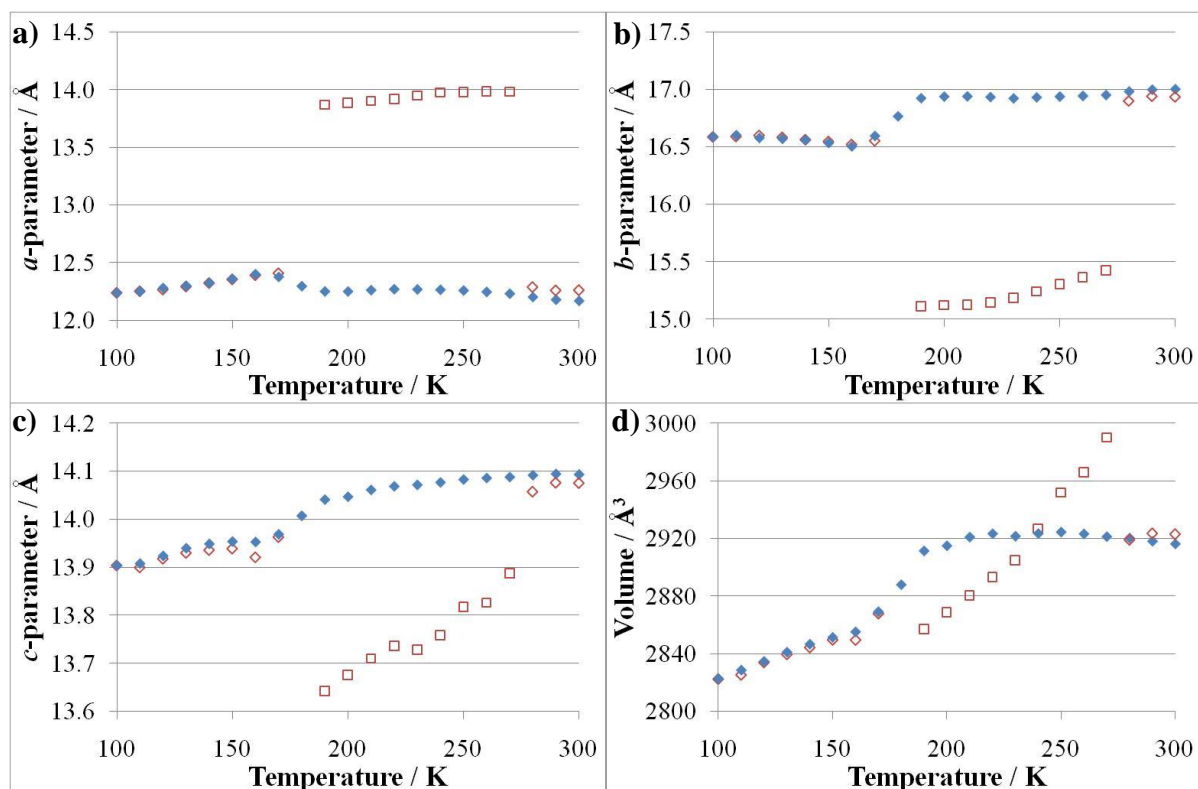 a)
a-parameter / Å
14.5
14.0
13.5
13.0
12.5
12.0
100 150 200 250 300
Temperature / K
b)
b-parameter / Å
17.5
17.0
16.5
16.0
15.5
15.0
100 150 200 250 300
Temperature / K
c)
c-parameter / Å
14.2
14.1
14.0
13.9
13.8
13.7
13.6
100 150 200 250 300
Temperature / K
d)
Volume / Å³
3000
2960
2920
2880
2840
2800
100 150 200 250 300
Temperature / K